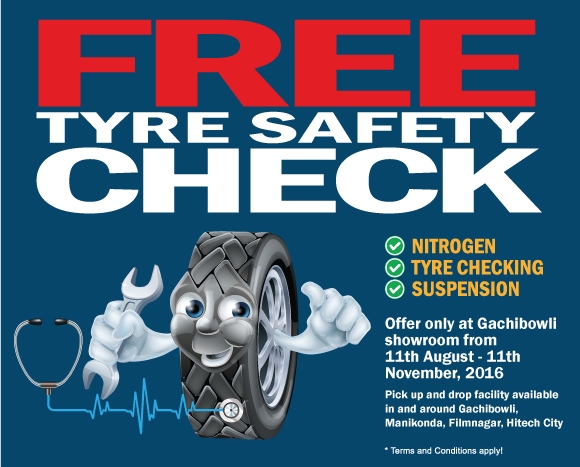 FREE
TYRE SAFETY
CHECK
NITROGEN
TYRE CHECKING
SUSPENSION
Offer only at Gachibowli
showroom from
11th August - 11th
November, 2016
Pick up and drop facility available
in and around Gachibowli,
Manikonda, Filmnagar, Hitech City
* Terms and Conditions apply!